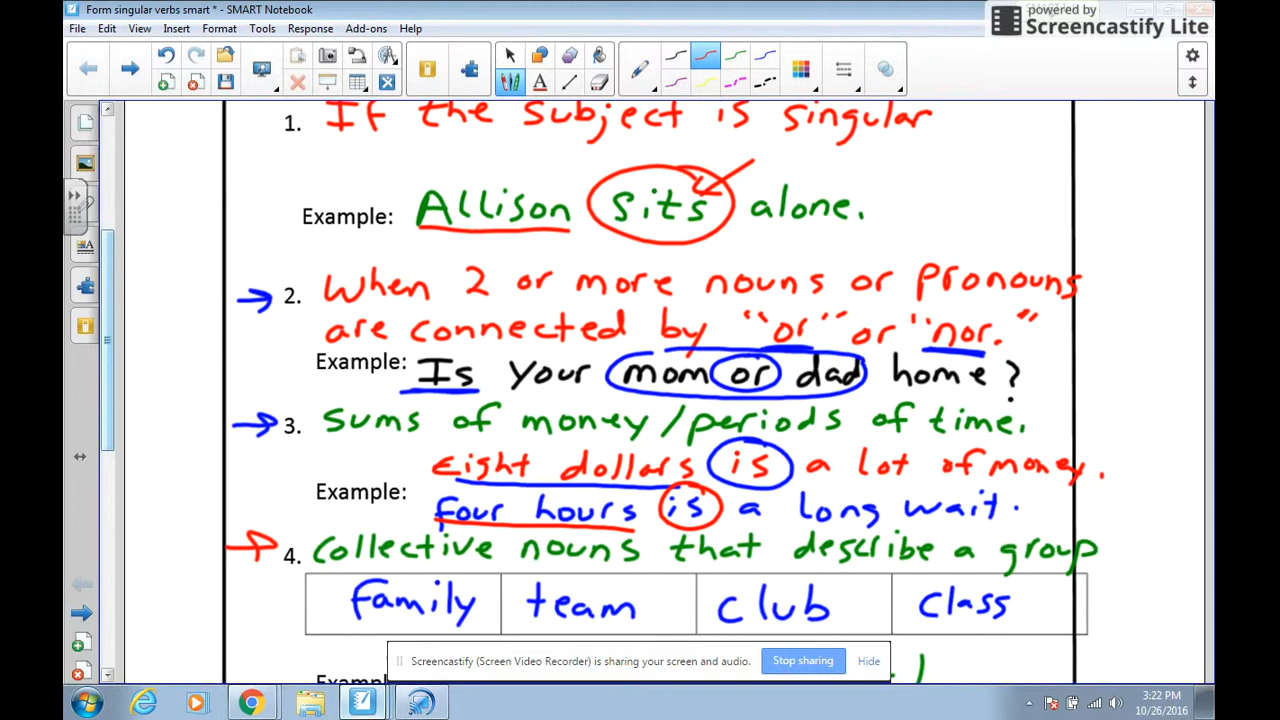 Form singular verbs smart * - SMART Notebook
powered by
Screencastify Lite
File Edit View Insert Format Tools Response Add-ons Help
1. If the subject is singular
Example: Allison sits alone.
2. When 2 or more nouns or pronouns
are connected by "or" or "nor."
Example: Is your mom or dad home?
3. Sums of money/periods of time.
Eight dollars is a lot of money.
Example: four hours is a long wait.
4. Collective nouns that describe a group
family team club class
Screencastify (Screen Video Recorder) is sharing your screen and audio. Stop sharing Hide
3:22 PM
10/26/2016